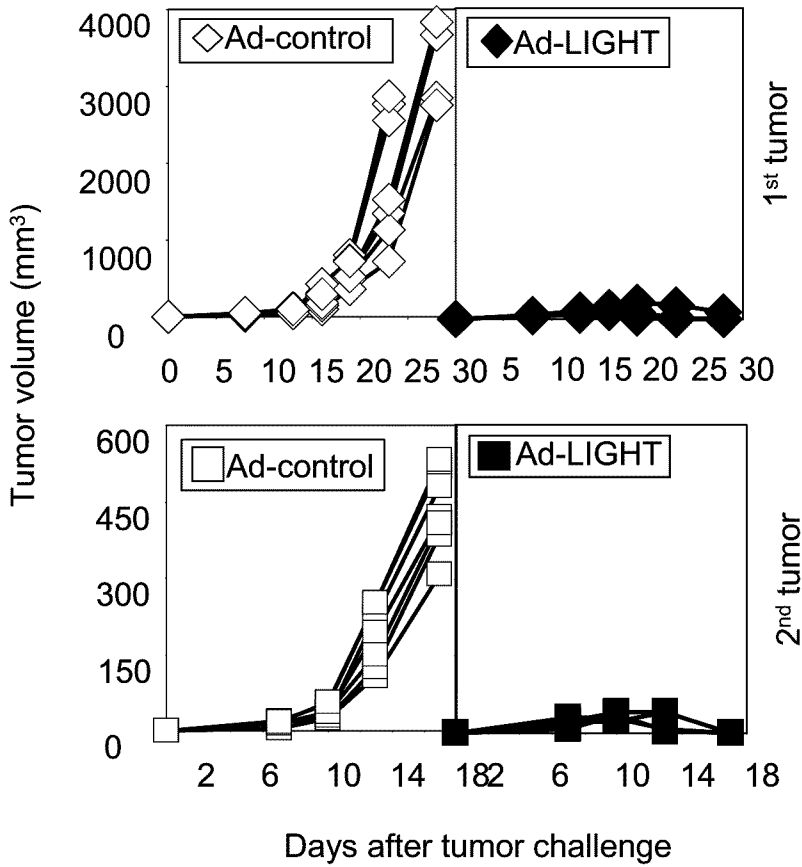 4000
3000
2000
1000
0
Ad-control
Ad-LIGHT
1st tumor
0 5 10 15 20 25 30 5 10 15 20 25 30
Tumor volume (mm3)
600
450
300
150
0
Ad-control
Ad-LIGHT
2nd tumor
2 6 10 14 182 6 10 14 18
Days after tumor challenge